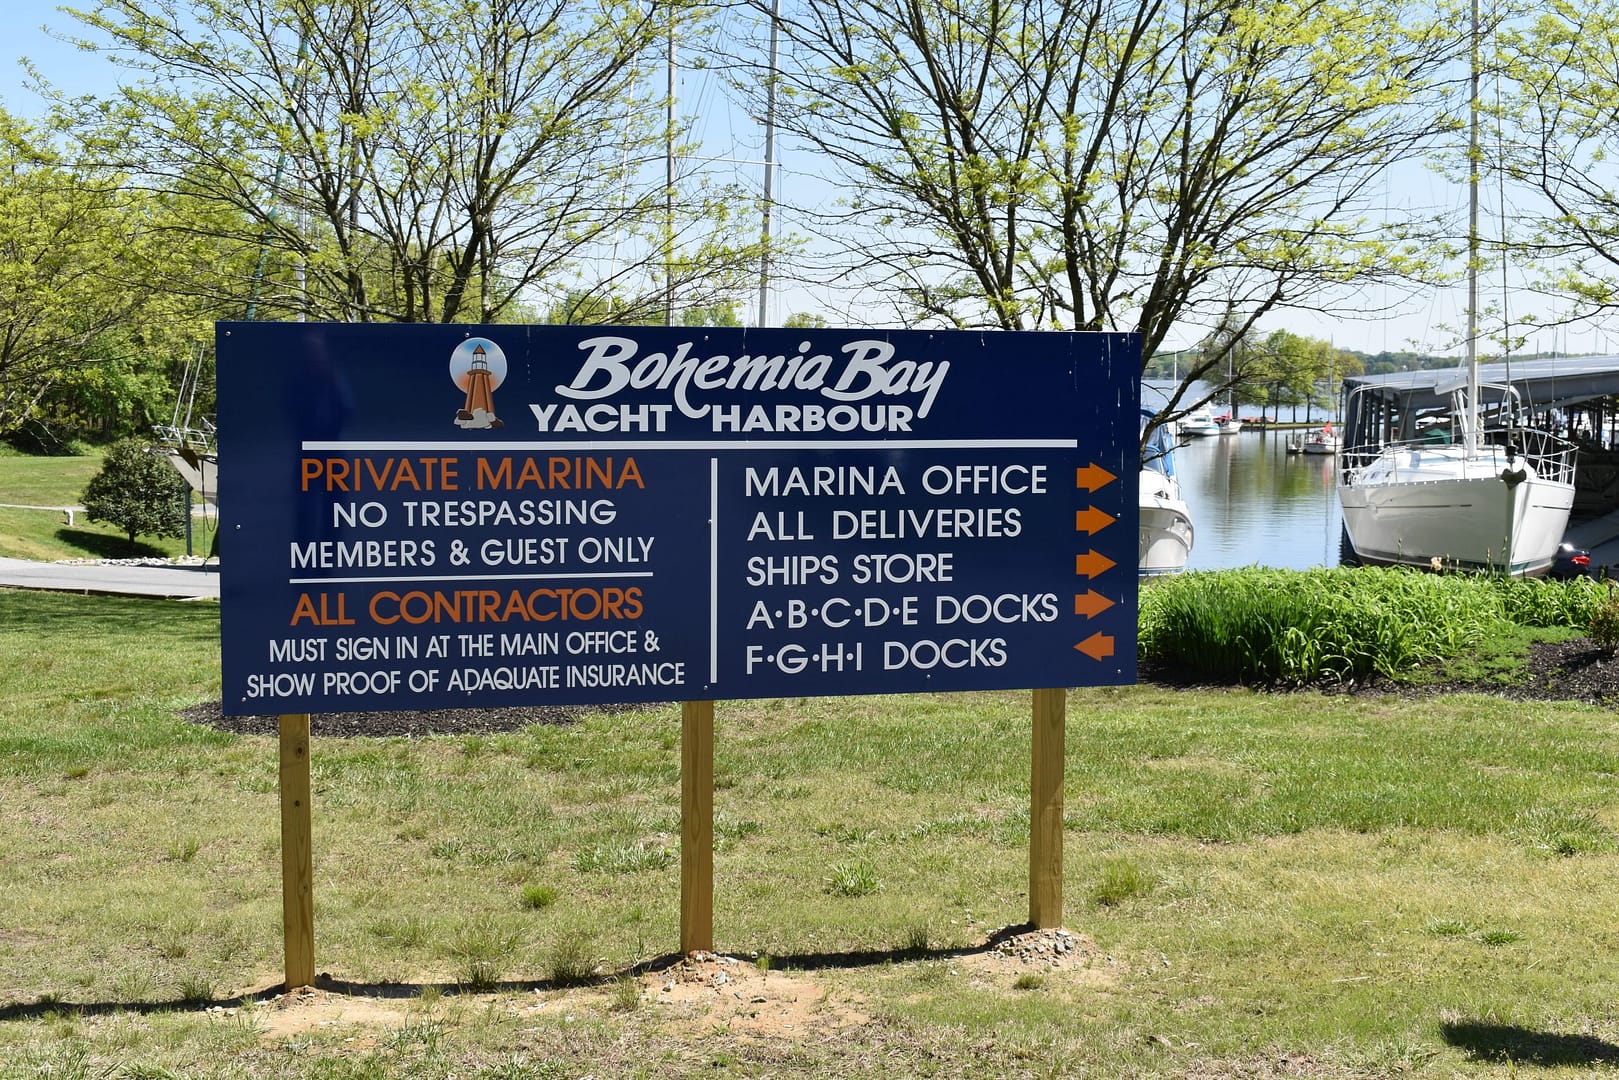 Bohemia Bay
YACHT HARBOUR
PRIVATE MARINA
NO TRESPASSING
MEMBERS & GUEST ONLY
ALL CONTRACTORS
MUST SIGN IN AT THE MAIN OFFICE &
SHOW PROOF OF ADAQUATE INSURANCE
MARINA OFFICE
ALL DELIVERIES
SHIPS STORE
A•B•C•D•E DOCKS
F•G•H•I DOCKS